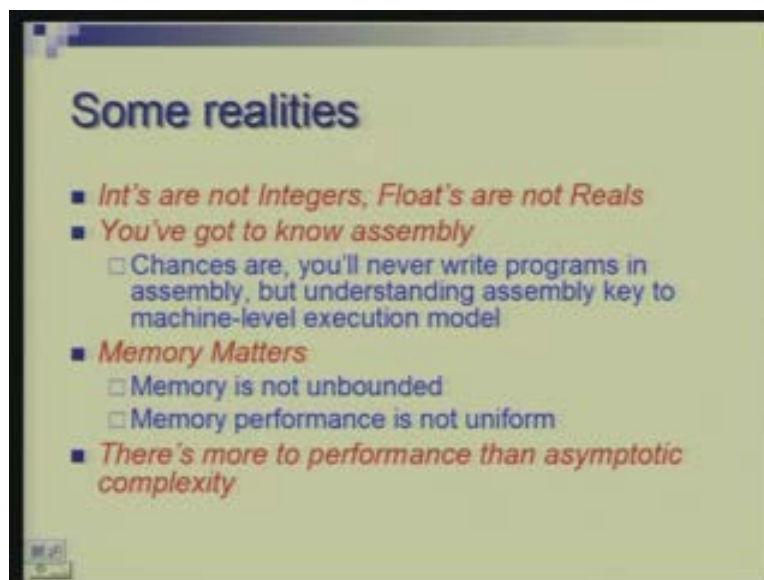 Some realities
Int's are not Integers, Float's are not Reals
You've got to know assembly
Chances are, you'll never write programs in
assembly, but understanding assembly key to
machine-level execution model
Memory Matters
Memory is not unbounded
Memory performance is not uniform
There's more to performance than asymptotic
complexity